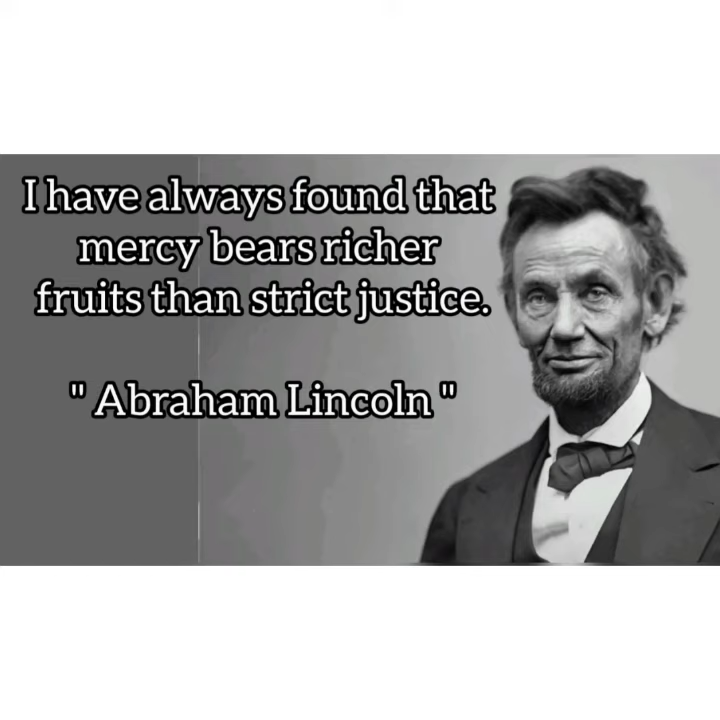 I have always found that
mercy bears richer
fruits than strict justice.
" Abraham Lincoln "